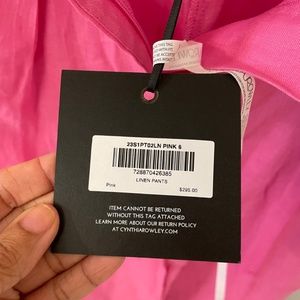 23S1PT02LN PINK 6
728870426385
LINEN PANTS
Pink $295.00
ITEM CANNOT BE RETURNED
WITHOUT THIS TAG ATTACHED
LEARN MORE ABOUT OUR RETURN POLICY
AT CYNTHIAROWLEY.COM